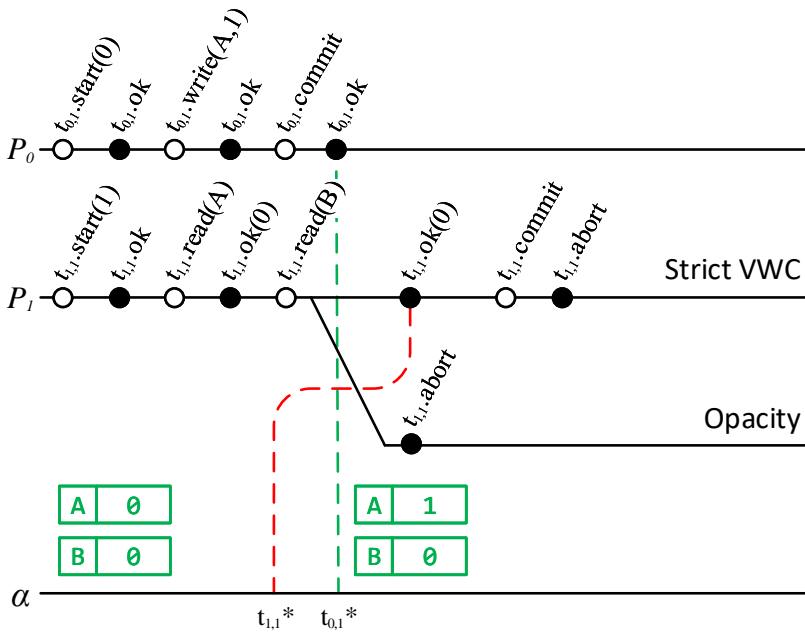 t0,1.start(0) t0,1.ok t0,1.write(A,1) t0,1.ok t0,1.commit t0,1.ok
P0
t1,1.start(1) t1,1.ok t1,1.read(A) t1,1.ok(0) t1,1.read(B) t1,1.ok(0) t1,1.commit t1,1.abort
Strict VWC
P1
t1,1.abort
Opacity
A 0 A 1
B 0 B 0
α
t1,1* t0,1*